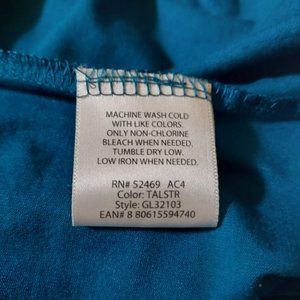 MACHINE WASH COLD
WITH LIKE COLORS.
ONLY NON-CHLORINE
BLEACH WHEN NEEDED.
TUMBLE DRY LOW.
LOW IRON WHEN NEEDED.
RN# 52469 AC4
Color: TALSTR
Style: GL32103
EAN# 8 80615594740